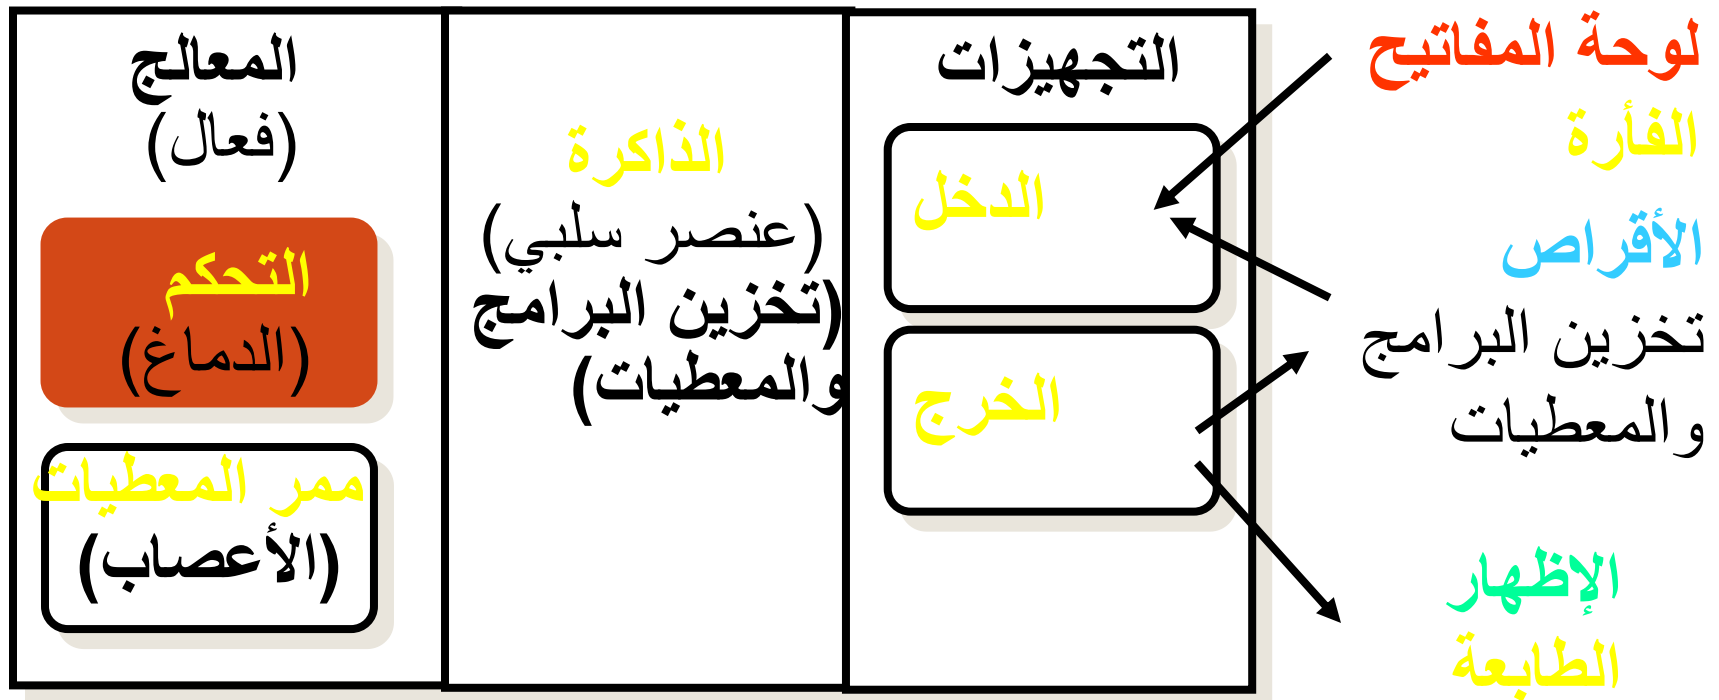 لوحة المفاتيح
الفأرة
الأقراص
تخزين البرامج
والمعطيات
الإظهار
الطابعة
التجهيزات
الدخل
الخرج
الذاكرة
(عنصر سلبي)
(تخزين البرامج
والمعطيات)
المعالج
(فعال)
التحكم
(الدماغ)
ممر المعطيات
(الأعصاب)